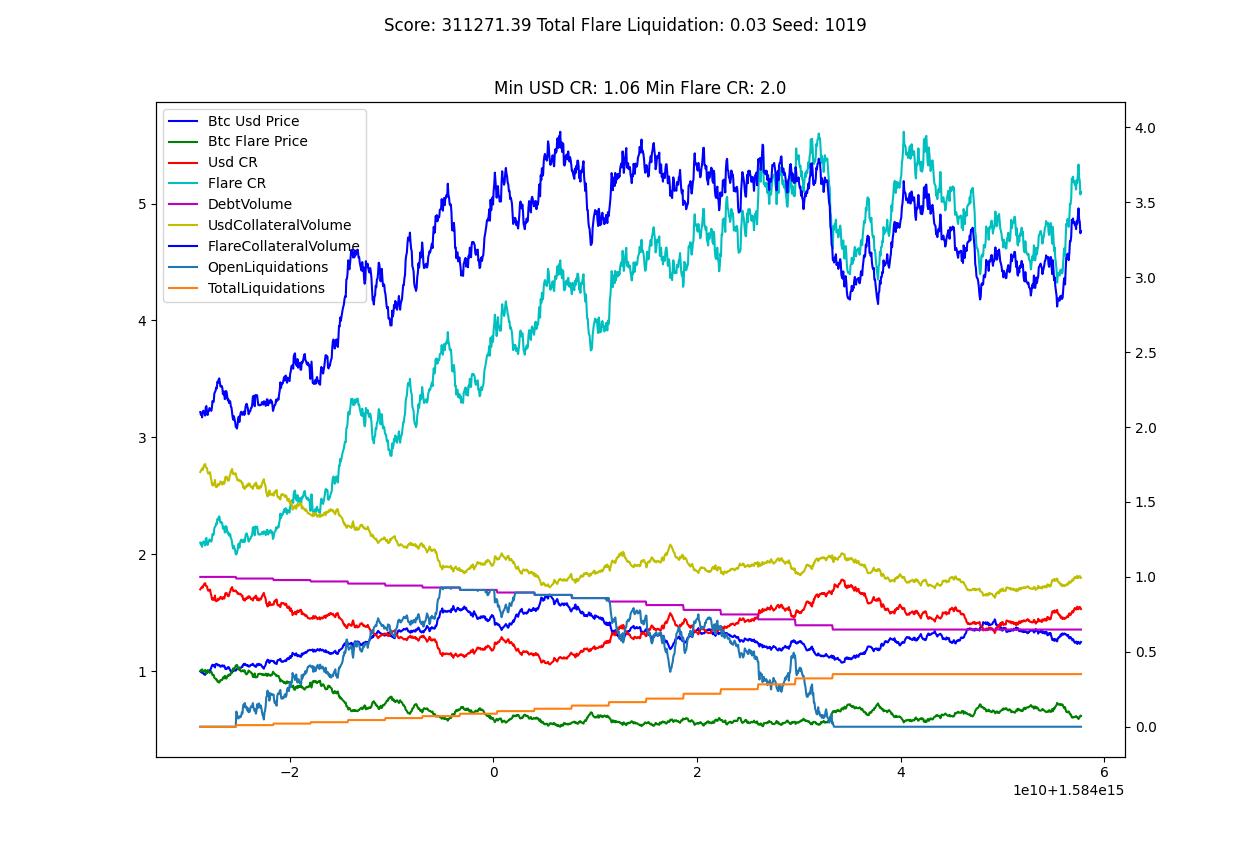 Score: 311271.39 Total Flare Liquidation: 0.03 Seed: 1019
Min USD CR: 1.06 Min Flare CR: 2.0
Btc Usd Price
Btc Flare Price
Usd CR
Flare CR
DebtVolume
UsdCollateralVolume
FlareCollateralVolume
OpenLiquidations
TotalLiquidations
5
4
3
2
1
4.0
3.5
3.0
2.5
2.0
1.5
1.0
0.5
0.0
−2
0
2
4
6
1e10+1.584e15